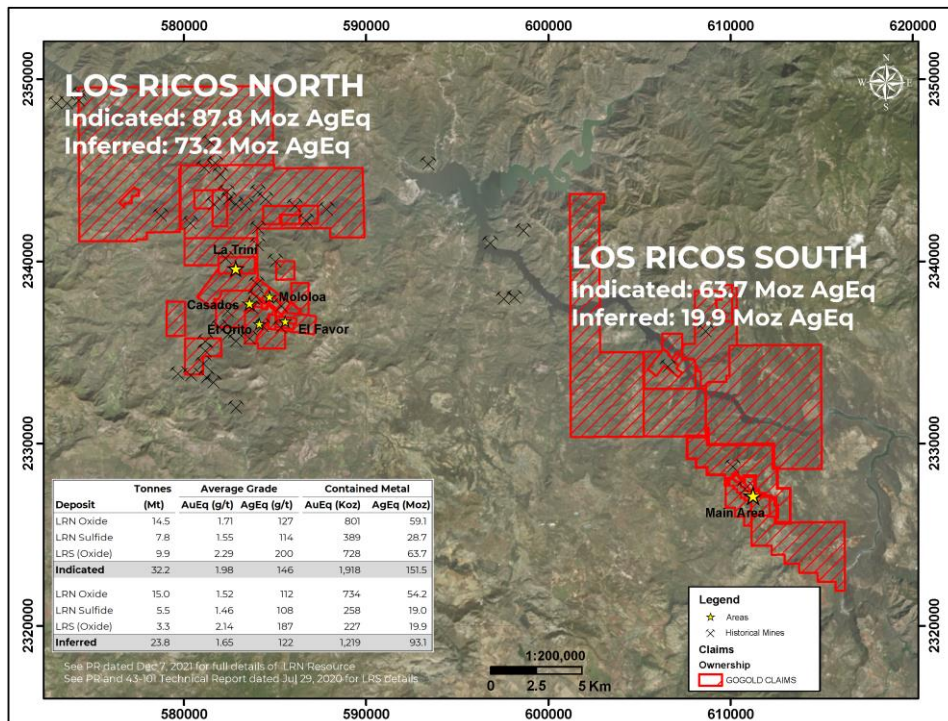 580000 590000 600000 610000 620000
2350000
2350000
LOS RICOS NORTH
Indicated: 87.8 Moz AgEq
Inferred: 73.2 Moz AgEq
N
W E
S
2340000
2340000
La Trini
Mololoa
Casados
El Orito
El Favor
LOS RICOS SOUTH
Indicated: 63.7 Moz AgEq
Inferred: 19.9 Moz AgEq
2330000
2330000
Main Area
Tonnes Average Grade Contained Metal
Deposit (Mt) AuEq (g/t) AgEq (g/t) AuEq (Koz) AgEq (Moz)
LRN Oxide 14.5 1.71 127 801 59.1
LRN Sulfide 7.8 1.55 114 389 28.7
LRS (Oxide) 9.9 2.29 200 728 63.7
Indicated 32.2 1.98 146 1,918 151.5
LRN Oxide 15.0 1.52 112 734 54.2
LRN Sulfide 5.5 1.46 108 258 19.0
LRS (Oxide) 3.3 2.14 187 227 19.9
Inferred 23.8 1.65 122 1,219 93.1
See PR dated Dec 7, 2021 for full details of LRN Resource
See PR and 43-101 Technical Report dated Jul 29, 2020 for LRS details
2320000
2320000
1:200,000
0 2.5 5 Km
Legend
Areas
Historical Mines
Claims
Ownership
GOGOLD CLAIMS
580000 590000 600000 610000 620000